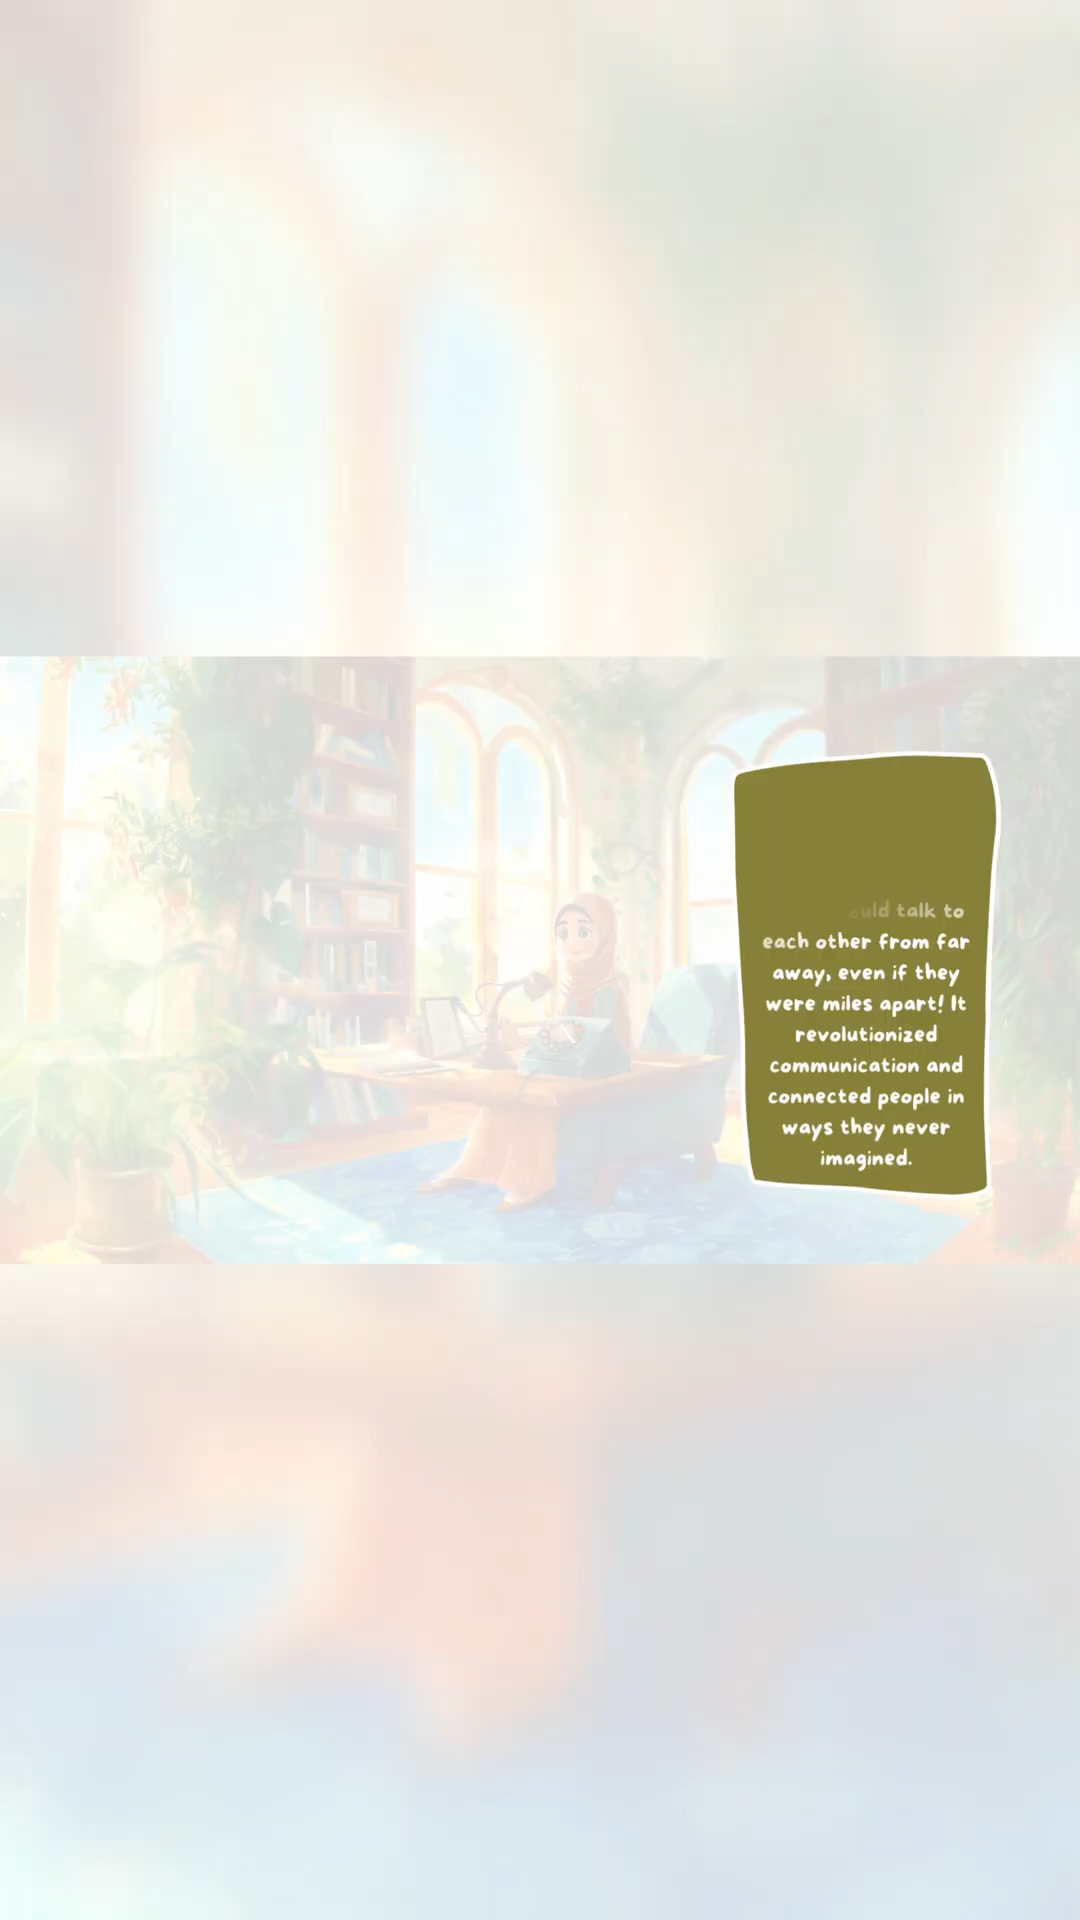 talk to
each other from far
away, even if they
were miles apart! It
revolutionized
communication and
connected people in
ways they never
imagined.